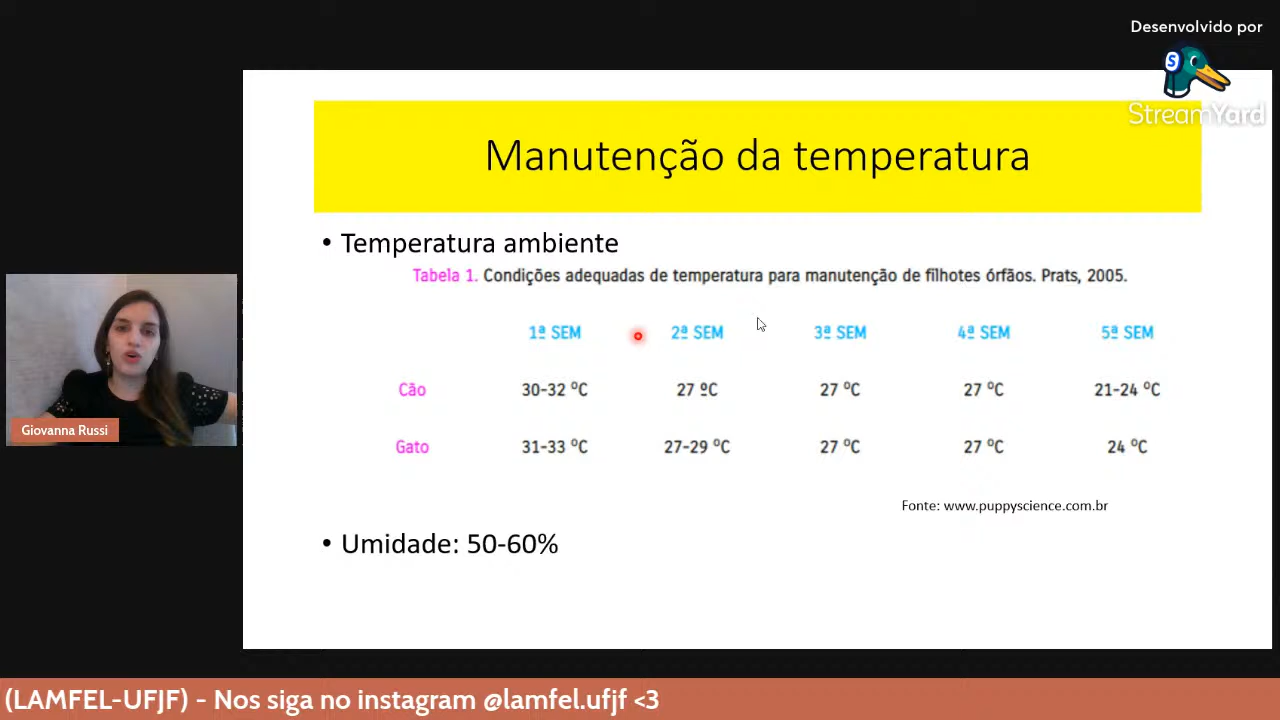 Desenvolvido por
StreamYard
Manutenção da temperatura
• Temperatura ambiente
Tabela 1. Condições adequadas de temperatura para manutenção de filhotes órfãos. Prats, 2005.
1ª SEM 2ª SEM 3ª SEM 4ª SEM 5ª SEM
Cão 30-32 ºC 27 ºC 27 ºC 27 ºC 21-24 ºC
Gato 31-33 ºC 27-29 ºC 27 ºC 27 ºC 24 ºC
Giovanna Russi
Fonte: www.puppyscience.com.br
• Umidade: 50-60%
(LAMFEL-UFJF) - Nos siga no instagram @lamfel.ufjf <3